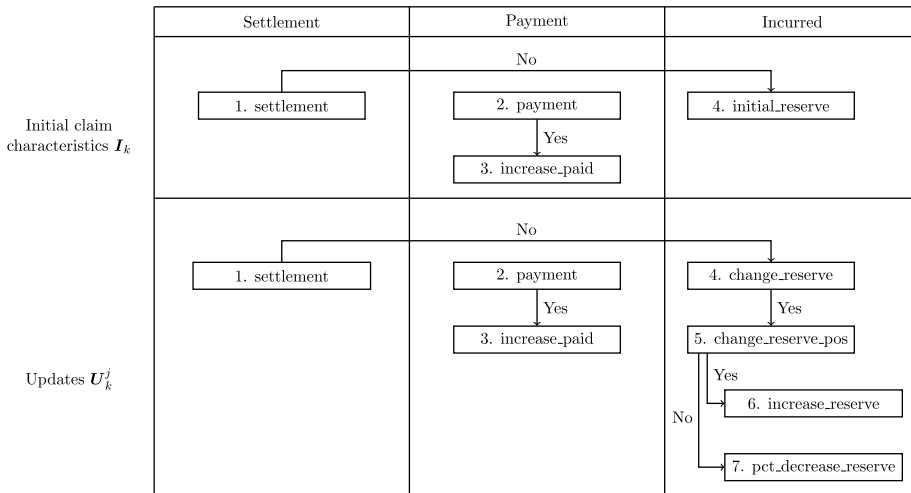 Settlement
Payment
Incurred
Initial claim
characteristics I_k
No
1. settlement
2. payment
4. initial_reserve
Yes
3. increase_paid
Updates U_k^j
No
1. settlement
2. payment
4. change_reserve
Yes
Yes
3. increase_paid
5. change_reserve_pos
Yes
6. increase_reserve
No
7. pct_decrease_reserve